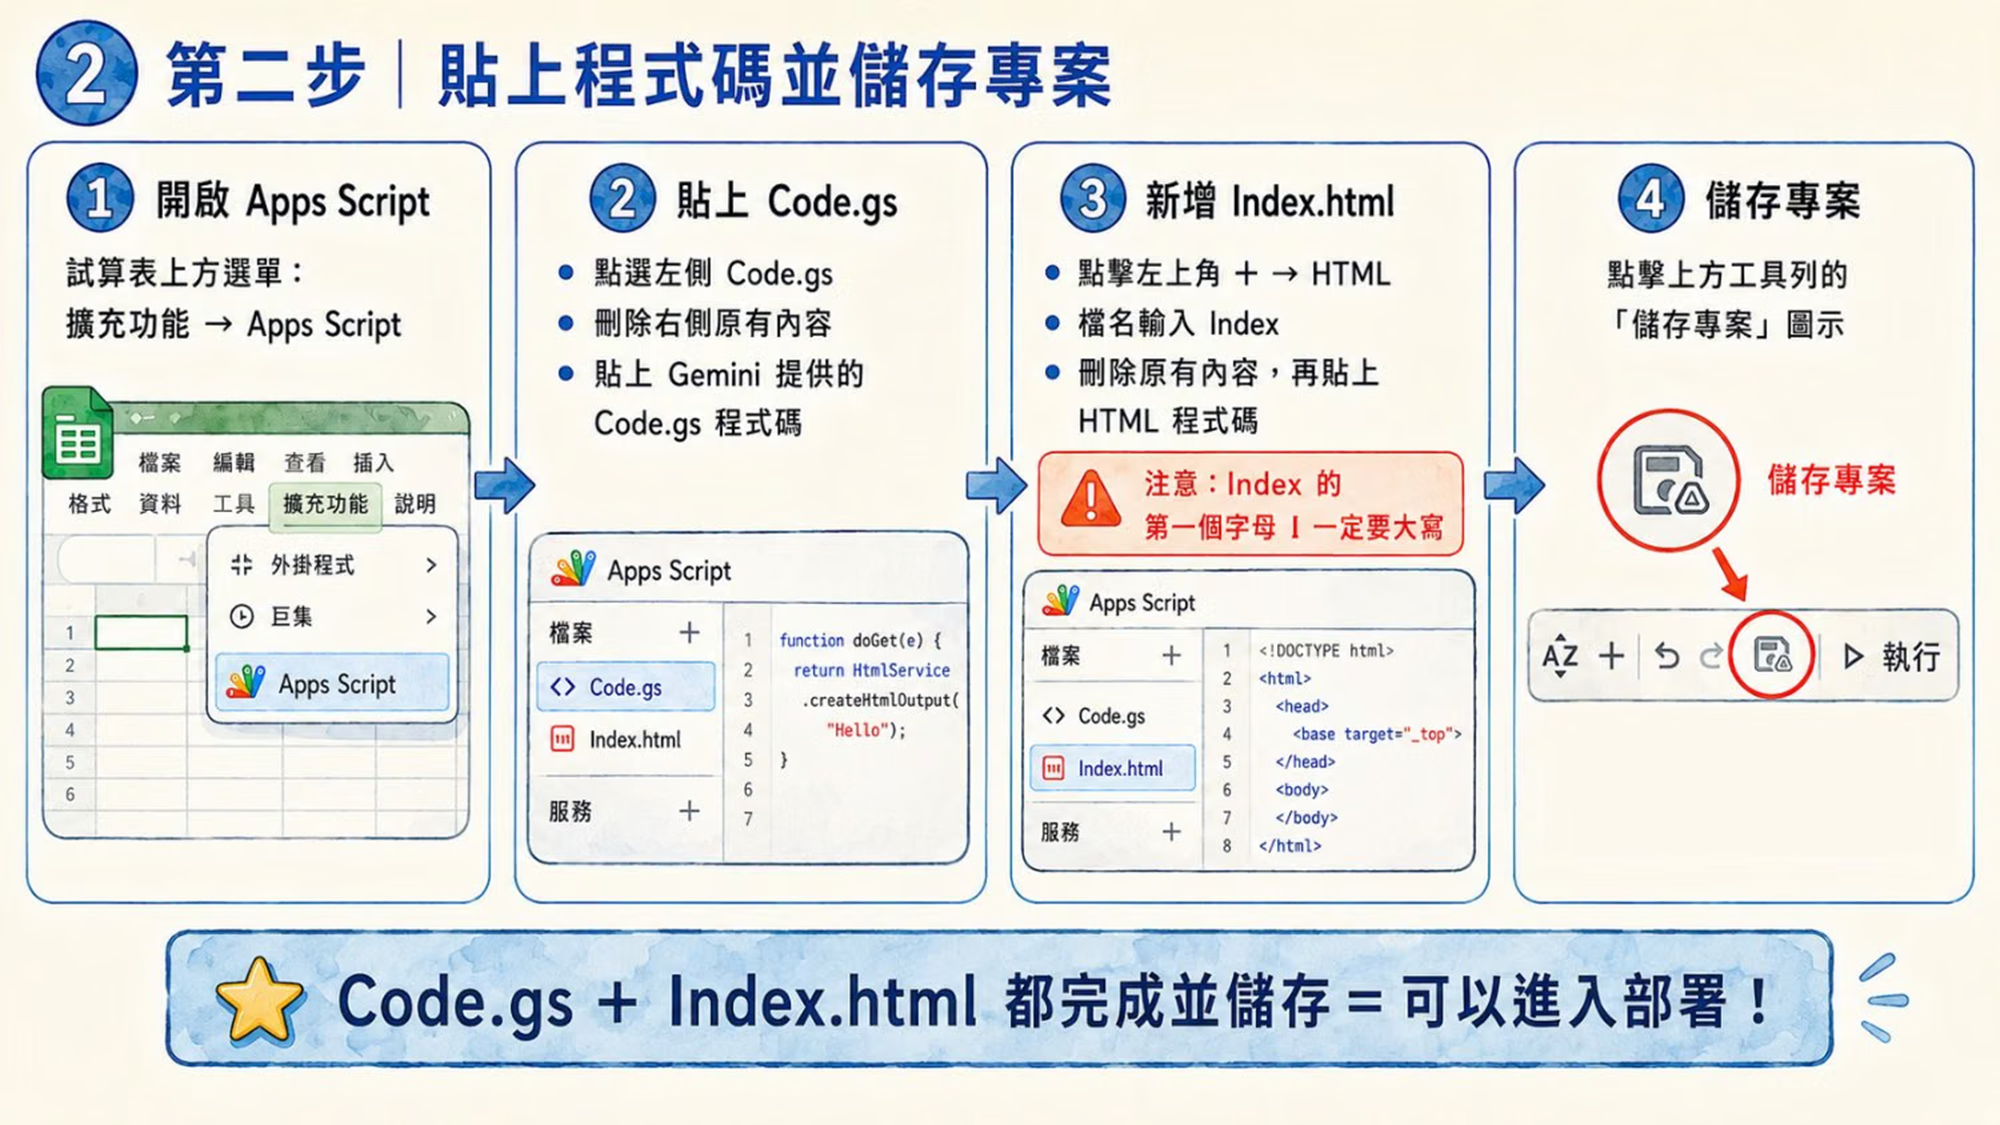 2 第二步｜貼上程式碼並儲存專案
1 開啟 Apps Script
試算表上方選單：
擴充功能 → Apps Script
檔案 編輯 查看 插入
格式 資料 工具 擴充功能 說明
外掛程式 >
巨集 >
Apps Script
1
2
3
4
5
6
2 貼上 Code.gs
• 點選左側 Code.gs
• 刪除右側原有內容
• 貼上 Gemini 提供的
Code.gs 程式碼
Apps Script
檔案 +
<> Code.gs
Index.html
服務 +
1 function doGet(e) {
2 return HtmlService
3 .createHtmlOutput(
4 "Hello");
5 }
6
7
3 新增 Index.html
• 點擊左上角 + → HTML
• 檔名輸入 Index
• 刪除原有內容，再貼上
HTML 程式碼
注意：Index 的
第一個字母 I 一定要大寫
Apps Script
檔案 +
<> Code.gs
Index.html
服務 +
1 <!DOCTYPE html>
2 <html>
3 <head>
4 <base target="_top">
5 </head>
6 <body>
7 </body>
8 </html>
4 儲存專案
點擊上方工具列的
「儲存專案」圖示
儲存專案
AZ + 執行
Code.gs + Index.html 都完成並儲存 = 可以進入部署！